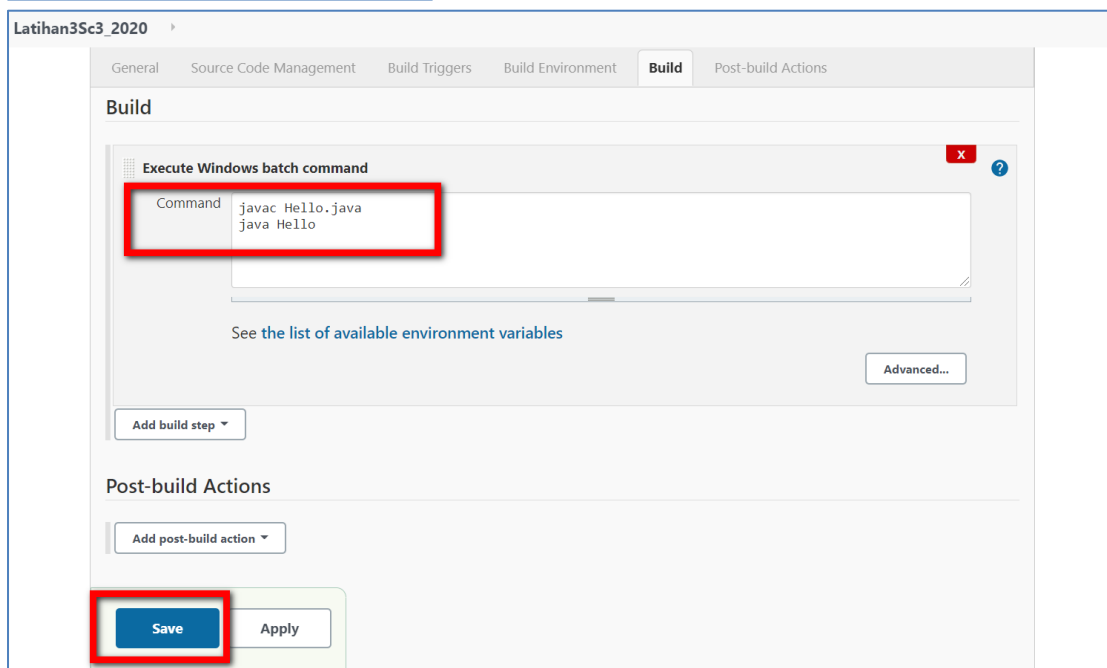 Latihan3Sc3_2020
General Source Code Management Build Triggers Build Environment Build Post-build Actions
Build
Execute Windows batch command
X
?
Command
javac Hello.java
java Hello
See the list of available environment variables
Advanced...
Add build step
Post-build Actions
Add post-build action
Save Apply